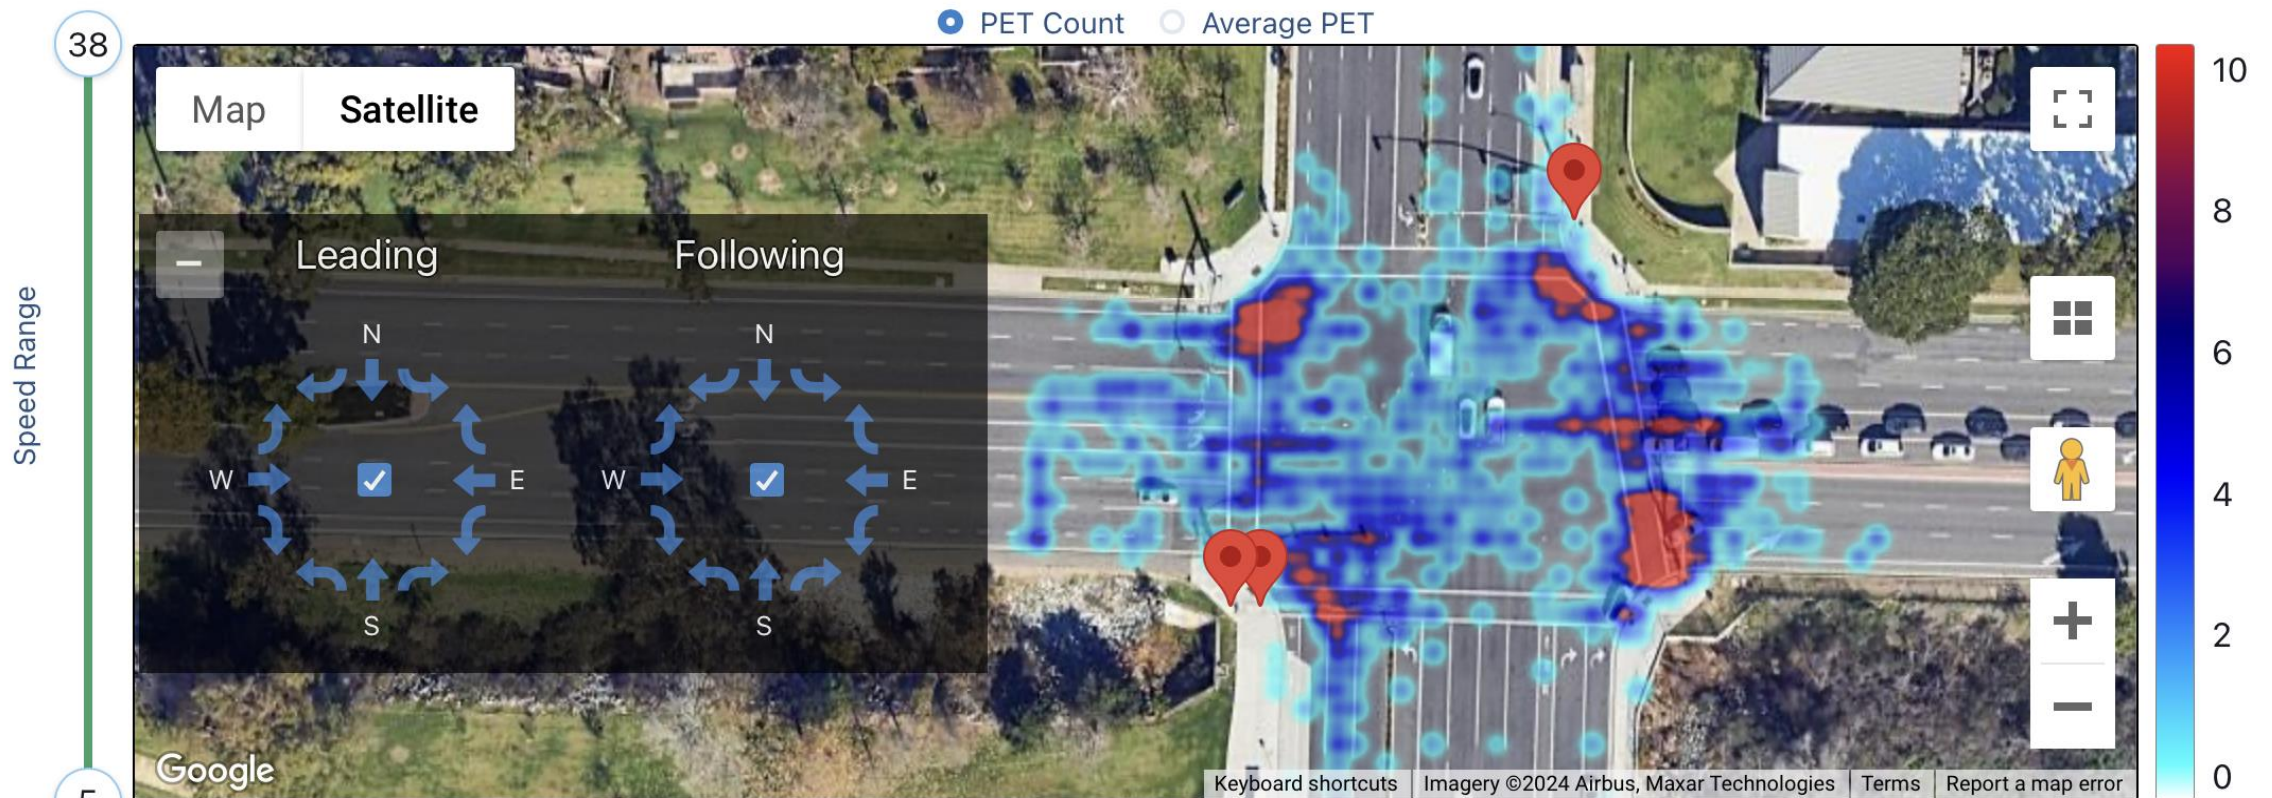 PET Count Average PET
38
Speed Range
Map Satellite
Leading Following
N N
W E W E
S S
10
8
6
4
2
0
Google
Keyboard shortcuts Imagery ©2024 Airbus, Maxar Technologies Terms Report a map error